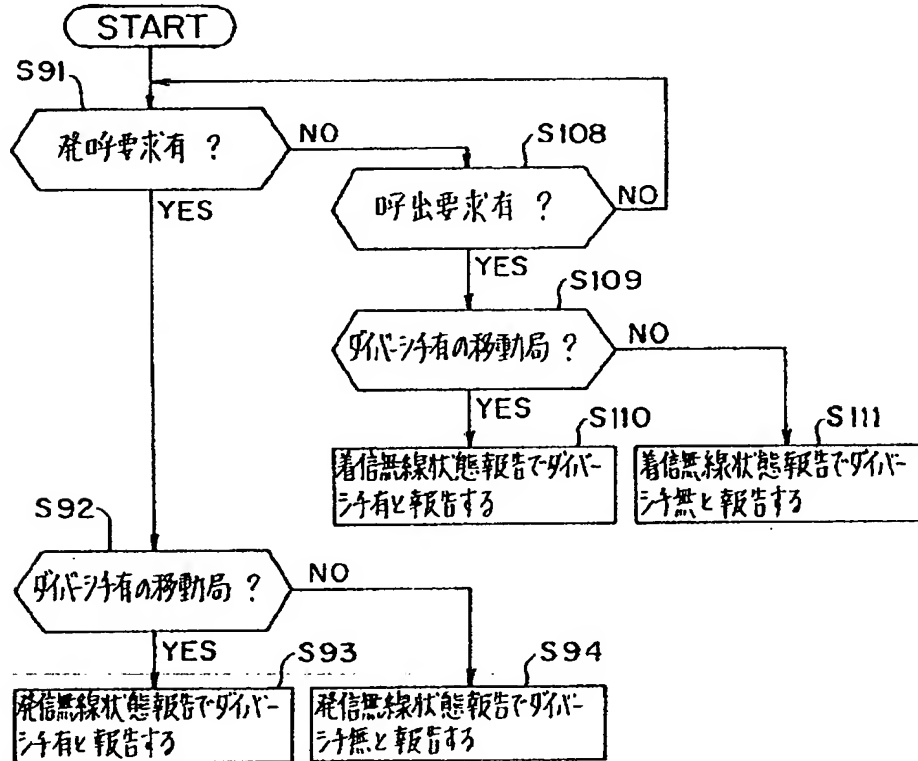 START
S91
発呼要求有 ?
NO
YES
S108
呼出要求有 ?
NO
YES
S109
ダイバーシチ有の移動局 ?
NO
YES
S110
着信無線状態報告でダイバー
シチ有と報告する
S111
着信無線状態報告でダイバー
シチ無と報告する
S92
ダイバーシチ有の移動局 ?
NO
YES
S93
発信無線状態報告でダイバー
シチ有と報告する
S94
発信無線状態報告でダイバー
シチ無と報告する